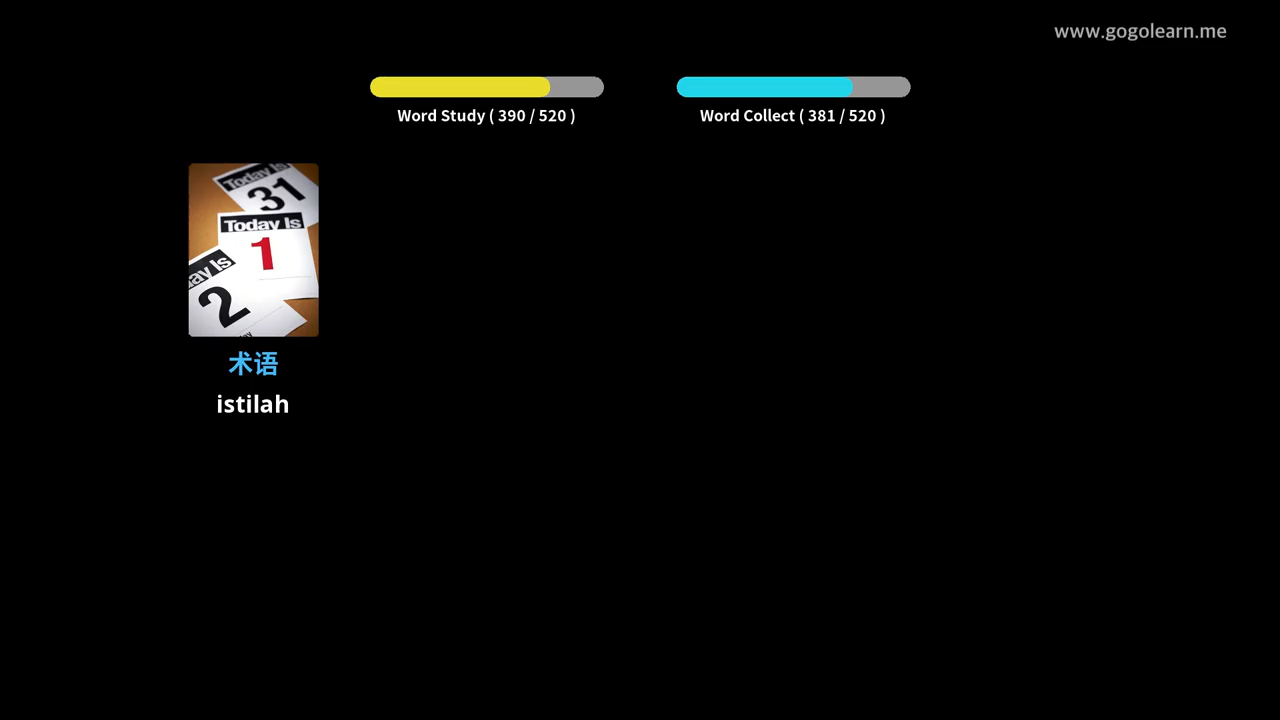 www.gogolearn.me
Word Study ( 390 / 520 )
Word Collect ( 381 / 520 )
Today Is
31
Today Is
1
ay Is
2
术语
istilah